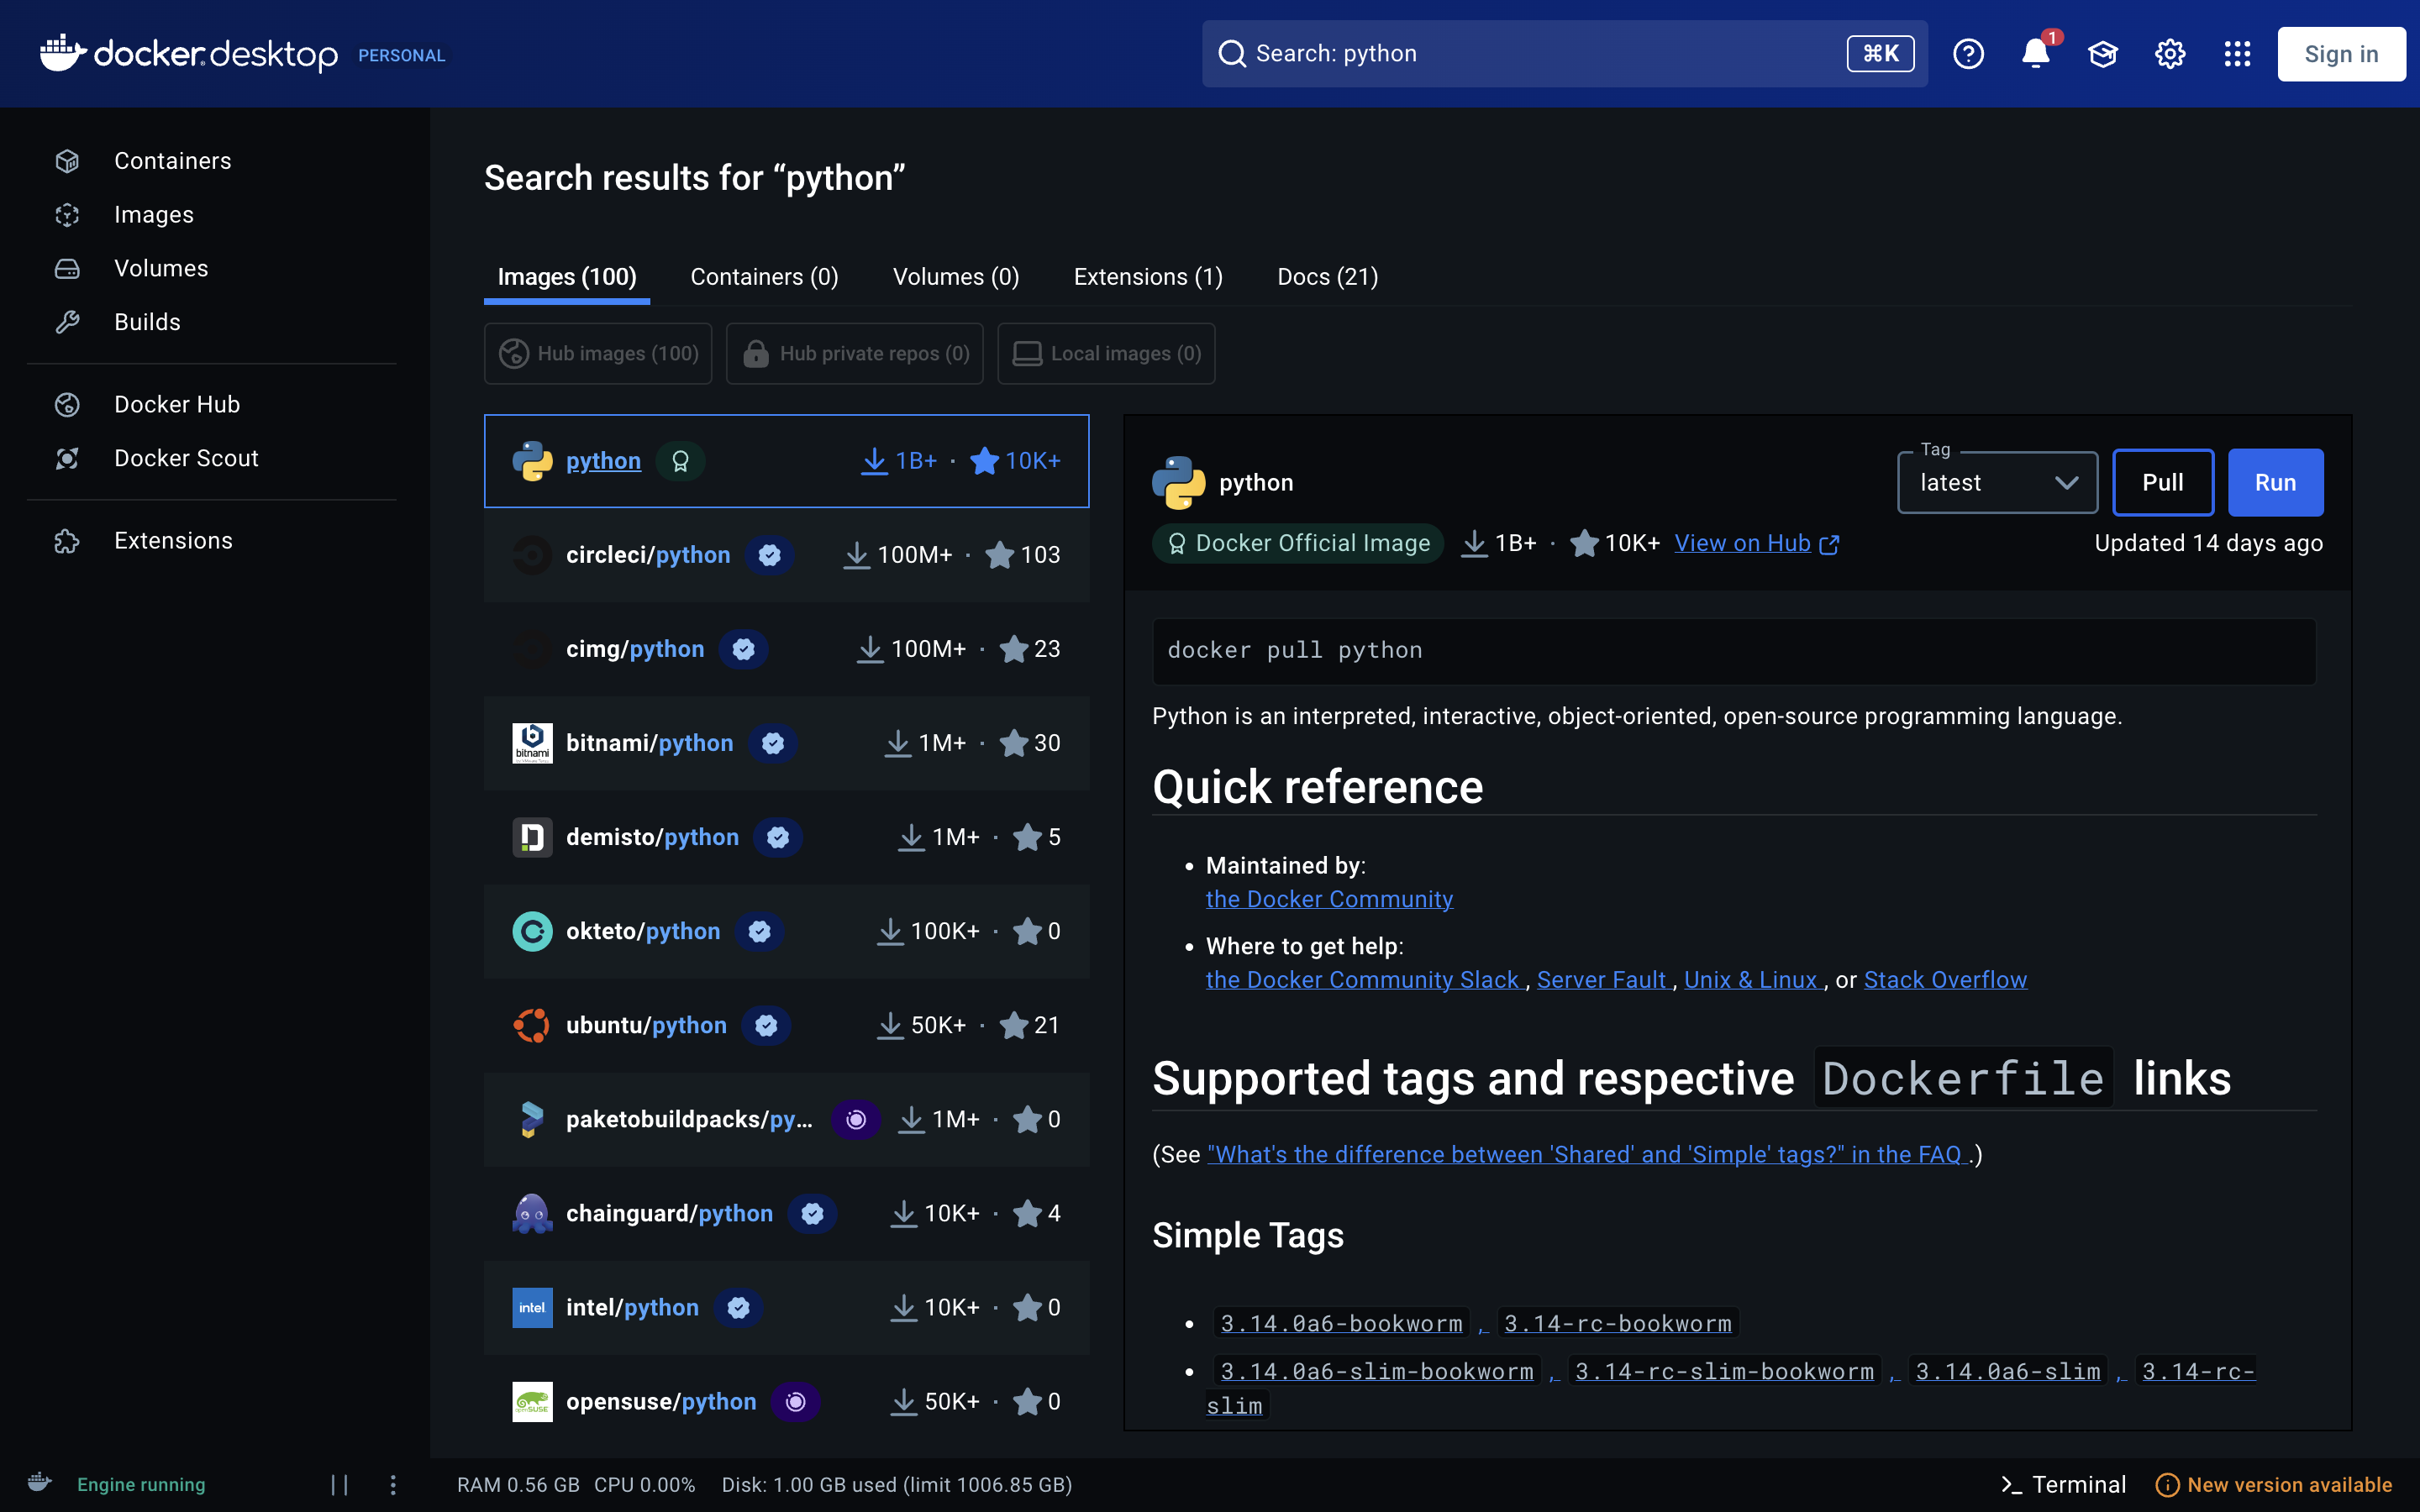 docker.desktop PERSONAL
Search: python
⌘K
1
Sign in
Containers
Images
Volumes
Builds
Docker Hub
Docker Scout
Extensions
Search results for “python”
Images (100) Containers (0) Volumes (0) Extensions (1) Docs (21)
Hub images (100) Hub private repos (0) Local images (0)
python 1B+ · 10K+
circleci/python 100M+ · 103
cimg/python 100M+ · 23
bitnami
bitnami/python 1M+ · 30
demisto/python 1M+ · 5
okteto/python 100K+ · 0
ubuntu/python 50K+ · 21
paketobuildpacks/py... 1M+ · 0
chainguard/python 10K+ · 4
intel
intel/python 10K+ · 0
opensuse/python 50K+ · 0
python
Tag
latest
Pull
Run
Docker Official Image 1B+ · 10K+ View on Hub
Updated 14 days ago
docker pull python
Python is an interpreted, interactive, object-oriented, open-source programming language.
Quick reference
• Maintained by:
the Docker Community
• Where to get help:
the Docker Community Slack , Server Fault , Unix & Linux , or Stack Overflow
Supported tags and respective Dockerfile links
(See "What's the difference between 'Shared' and 'Simple' tags?" in the FAQ .)
Simple Tags
• 3.14.0a6-bookworm , 3.14-rc-bookworm
• 3.14.0a6-slim-bookworm , 3.14-rc-slim-bookworm , 3.14.0a6-slim , 3.14-rc-
slim
Engine running
RAM 0.56 GB CPU 0.00% Disk: 1.00 GB used (limit 1006.85 GB)
Terminal
New version available